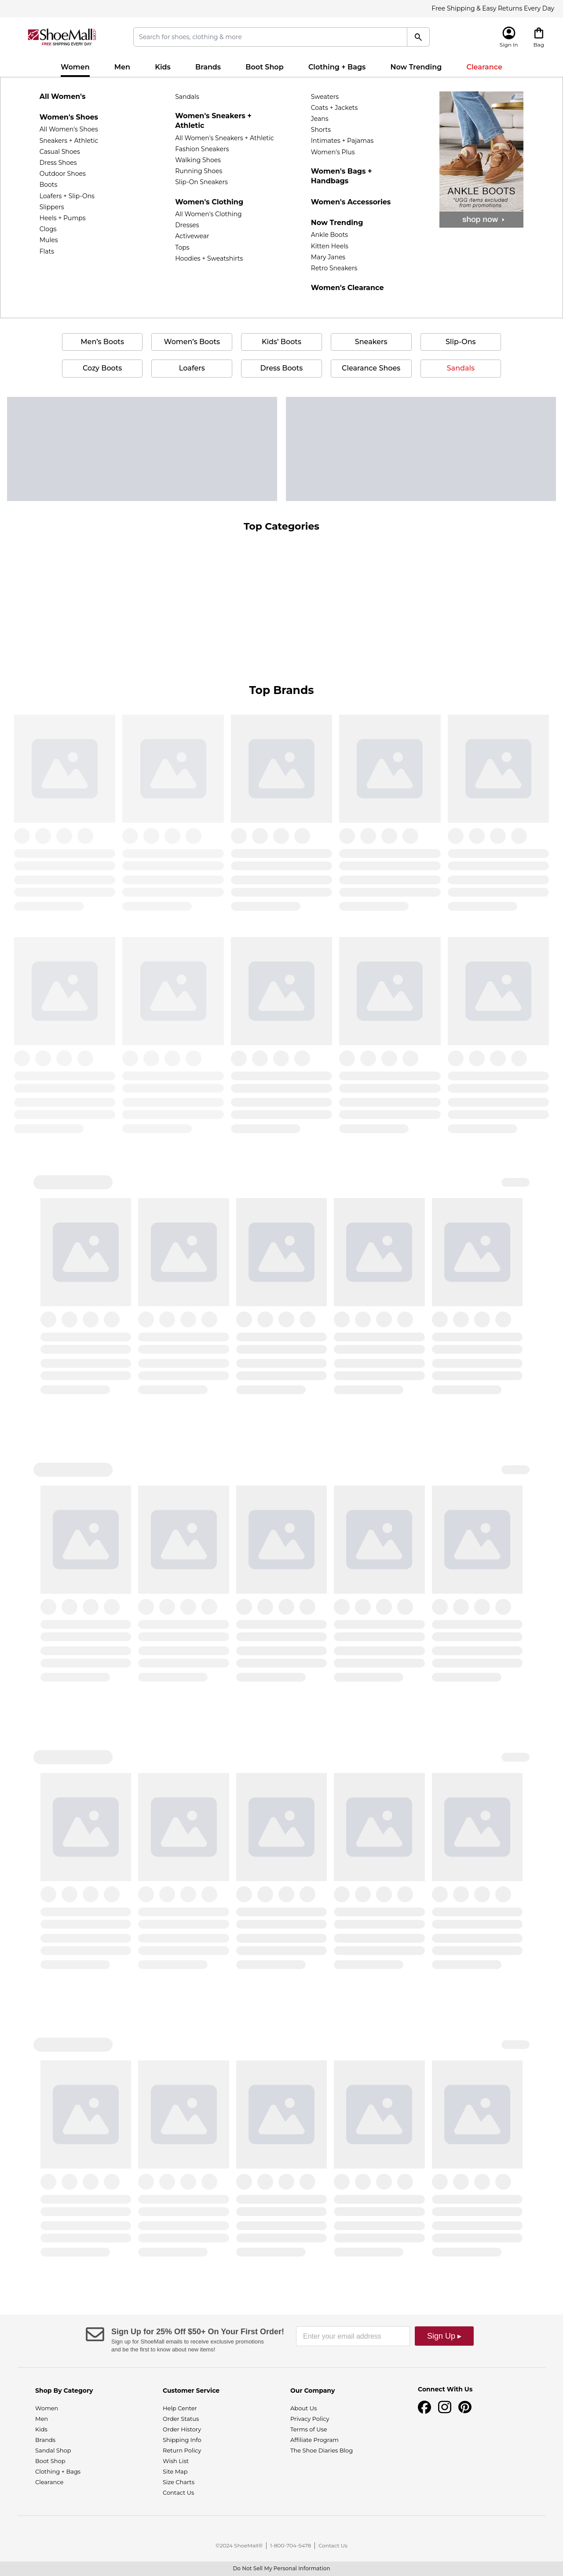 Free Shipping & Easy Returns Every Day
ShoeMall
FREE SHIPPING EVERY DAY
Search for shoes, clothing & more
Sign In
Bag
Women
Men
Kids
Brands
Boot Shop
Clothing + Bags
Now Trending
Clearance
All Women's
Women's Shoes
All Women's Shoes
Sneakers + Athletic
Casual Shoes
Dress Shoes
Outdoor Shoes
Boots
Loafers + Slip-Ons
Slippers
Heels + Pumps
Clogs
Mules
Flats
Sandals
Women's Sneakers +
Athletic
All Women's Sneakers + Athletic
Fashion Sneakers
Walking Shoes
Running Shoes
Slip-On Sneakers
Women's Clothing
All Women's Clothing
Dresses
Activewear
Tops
Hoodies + Sweatshirts
Sweaters
Coats + Jackets
Jeans
Shorts
Intimates + Pajamas
Women's Plus
Women's Bags +
Handbags
Women's Accessories
Now Trending
Ankle Boots
Kitten Heels
Mary Janes
Retro Sneakers
Women's Clearance
ANKLE BOOTS
*UGG items excluded
from promotions
shop now ›
Men's Boots
Women's Boots
Kids' Boots
Sneakers
Slip-Ons
Cozy Boots
Loafers
Dress Boots
Clearance Shoes
Sandals
Top Categories
Top Brands
Sign Up for 25% Off $50+ On Your First Order!
Sign up for ShoeMall emails to receive exclusive promotions
and be the first to know about new items!
Enter your email address
Sign Up ▸
Shop By Category
Women
Men
Kids
Brands
Sandal Shop
Boot Shop
Clothing + Bags
Clearance
Customer Service
Help Center
Order Status
Order History
Shipping Info
Return Policy
Wish List
Site Map
Size Charts
Contact Us
Our Company
About Us
Privacy Policy
Terms of Use
Affiliate Program
The Shoe Diaries Blog
Connect With Us
©2024 ShoeMall® | 1-800-704-5478 | Contact Us
Do Not Sell My Personal Information